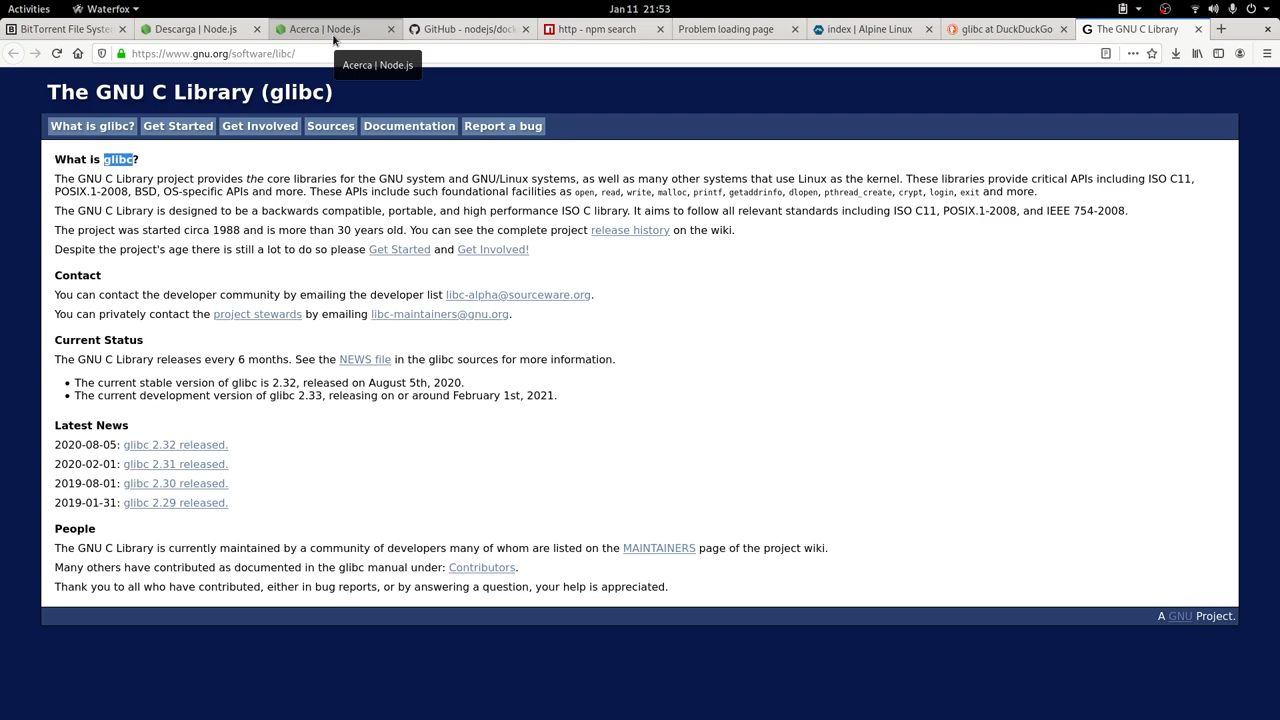 Activities Waterfox Jan 11 21:53
BitTorrent File Syste Descarga | Node.js Acerca | Node.js GitHub - nodejs/dock http - npm search Problem loading page index | Alpine Linux glibc at DuckDuckGo The GNU C Library
https://www.gnu.org/software/libc/
Acerca | Node.js
The GNU C Library (glibc)
What is glibc? Get Started Get Involved Sources Documentation Report a bug
What is glibc?
The GNU C Library project provides the core libraries for the GNU system and GNU/Linux systems, as well as many other systems that use Linux as the kernel. These libraries provide critical APIs including ISO C11,
POSIX.1-2008, BSD, OS-specific APIs and more. These APIs include such foundational facilities as open, read, write, malloc, printf, getaddrinfo, dlopen, pthread_create, crypt, login, exit and more.
The GNU C Library is designed to be a backwards compatible, portable, and high performance ISO C library. It aims to follow all relevant standards including ISO C11, POSIX.1-2008, and IEEE 754-2008.
The project was started circa 1988 and is more than 30 years old. You can see the complete project release history on the wiki.
Despite the project's age there is still a lot to do so please Get Started and Get Involved!
Contact
You can contact the developer community by emailing the developer list libc-alpha@sourceware.org.
You can privately contact the project stewards by emailing libc-maintainers@gnu.org.
Current Status
The GNU C Library releases every 6 months. See the NEWS file in the glibc sources for more information.
• The current stable version of glibc is 2.32, released on August 5th, 2020.
• The current development version of glibc 2.33, releasing on or around February 1st, 2021.
Latest News
2020-08-05: glibc 2.32 released.
2020-02-01: glibc 2.31 released.
2019-08-01: glibc 2.30 released.
2019-01-31: glibc 2.29 released.
People
The GNU C Library is currently maintained by a community of developers many of whom are listed on the MAINTAINERS page of the project wiki.
Many others have contributed as documented in the glibc manual under: Contributors.
Thank you to all who have contributed, either in bug reports, or by answering a question, your help is appreciated.
A GNU Project.